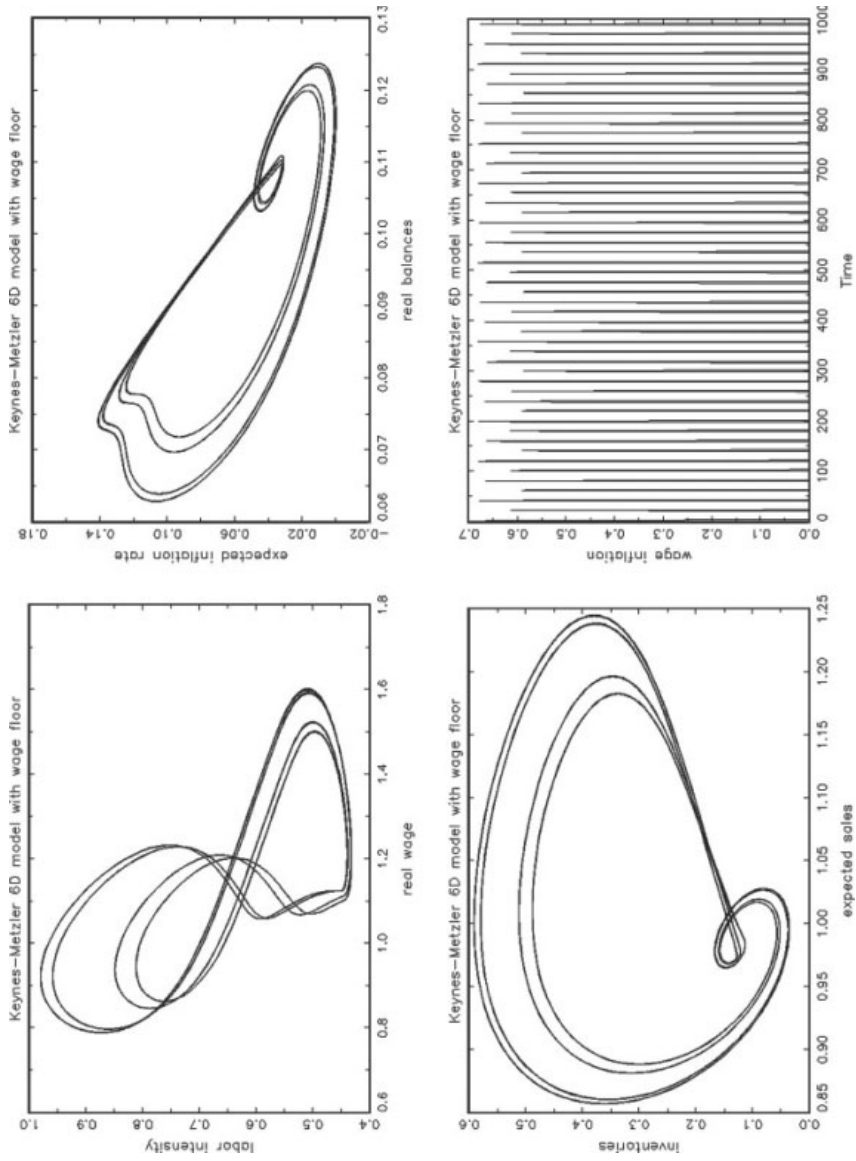 Keynes–Metzler 6D model with wage floor
labor intensity
1.0
0.9
0.8
0.7
0.6
0.5
0.4
0.6 0.8 1.0 1.2 1.4 1.6 1.8
real wage
Keynes–Metzler 6D model with wage floor
expected inflation rate
0.18
0.14
0.10
0.06
0.02
−0.02
0.06 0.07 0.08 0.09 0.10 0.11 0.12 0.13
real balances
Keynes–Metzler 6D model with wage floor
inventories
0.6
0.5
0.4
0.3
0.2
0.1
0.0
0.85 0.90 0.95 1.00 1.05 1.10 1.15 1.20 1.25
expected sales
Keynes–Metzler 6D model with wage floor
wage inflation
0.7
0.6
0.5
0.4
0.3
0.2
0.1
0.0
0 100 200 300 400 500 600 700 800 900 1000
Time